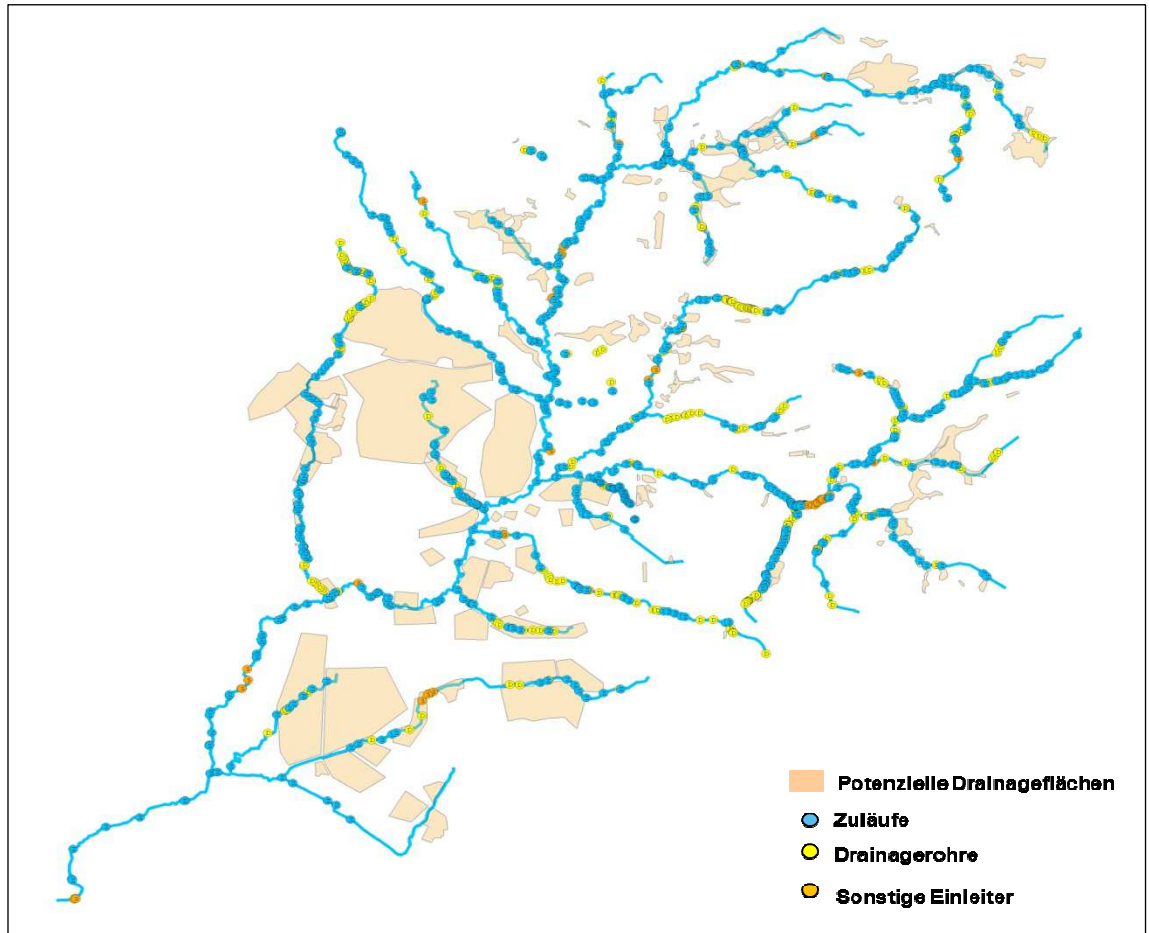 Potenzielle Drainageflächen
Zuläufe
Drainagerohre
Sonstige Einleiter